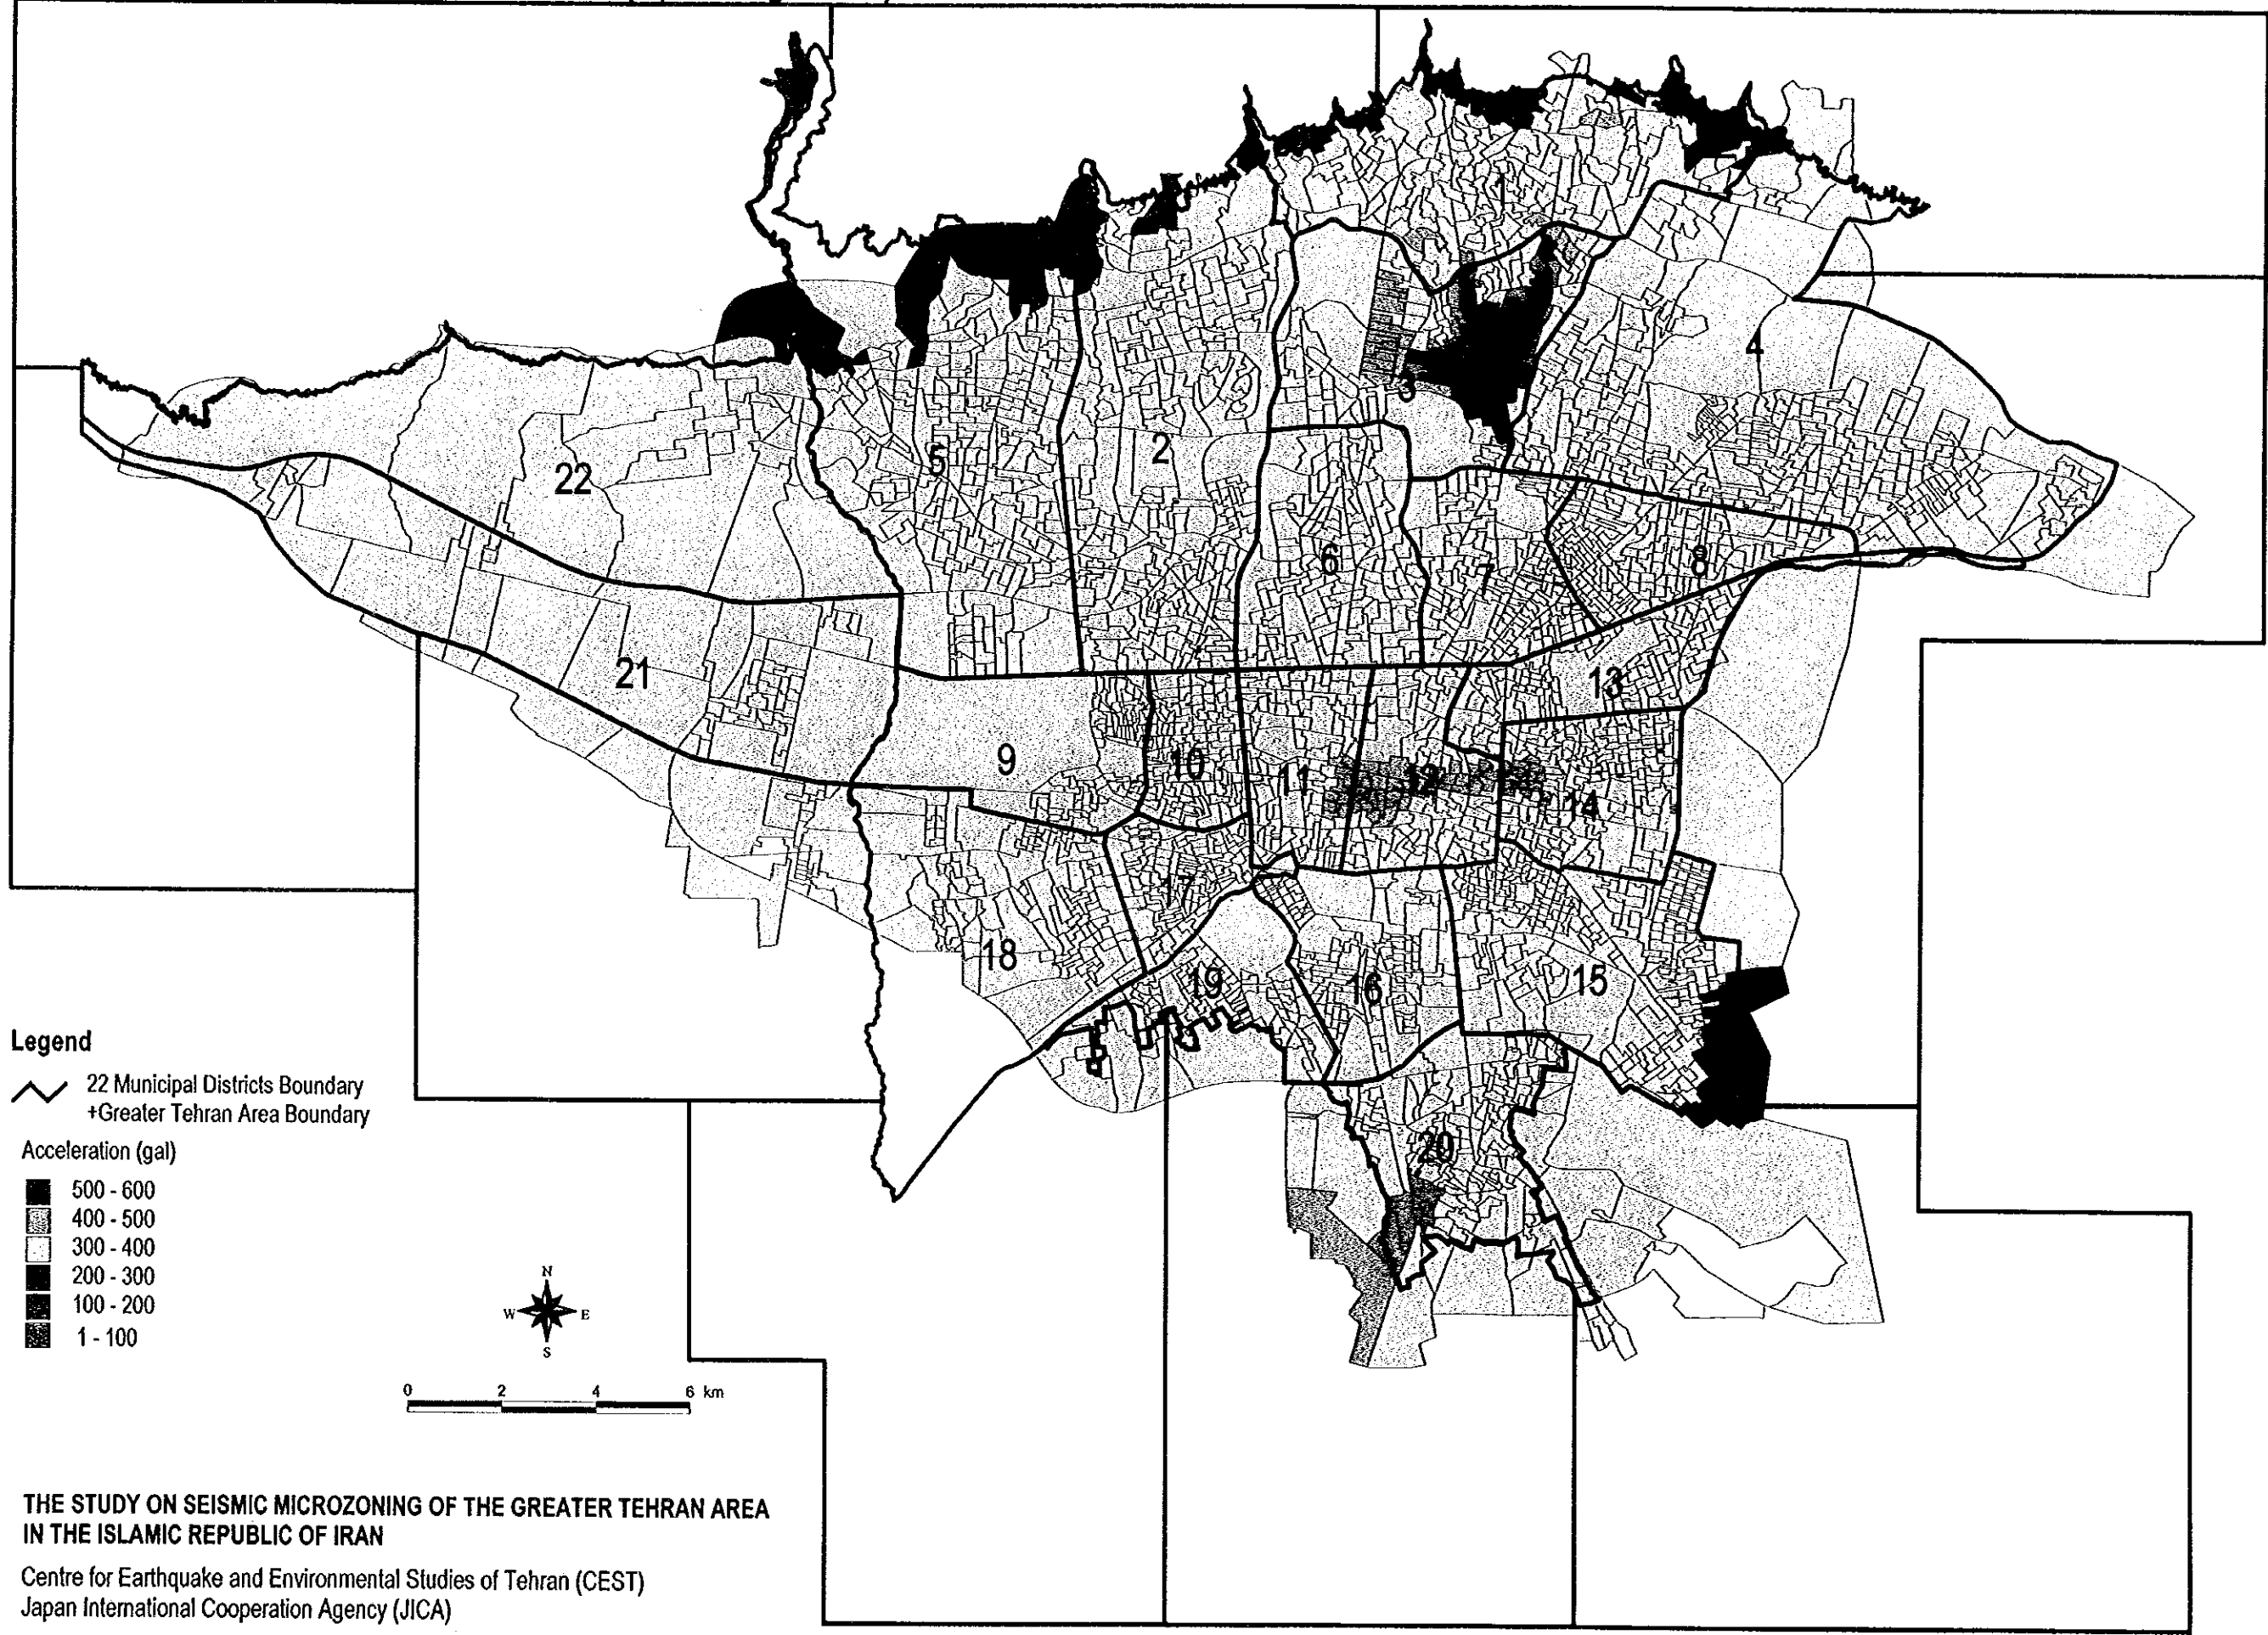 1
3
4
22
5
2
6
7
8
21
13
9
10
11
12
14
17
18
19
16
15
20
Legend
22 Municipal Districts Boundary
+Greater Tehran Area Boundary
Acceleration (gal)
500 - 600
400 - 500
300 - 400
200 - 300
100 - 200
1 - 100
N
W E
S
0 2 4 6 km
THE STUDY ON SEISMIC MICROZONING OF THE GREATER TEHRAN AREA
IN THE ISLAMIC REPUBLIC OF IRAN
Centre for Earthquake and Environmental Studies of Tehran (CEST)
Japan International Cooperation Agency (JICA)